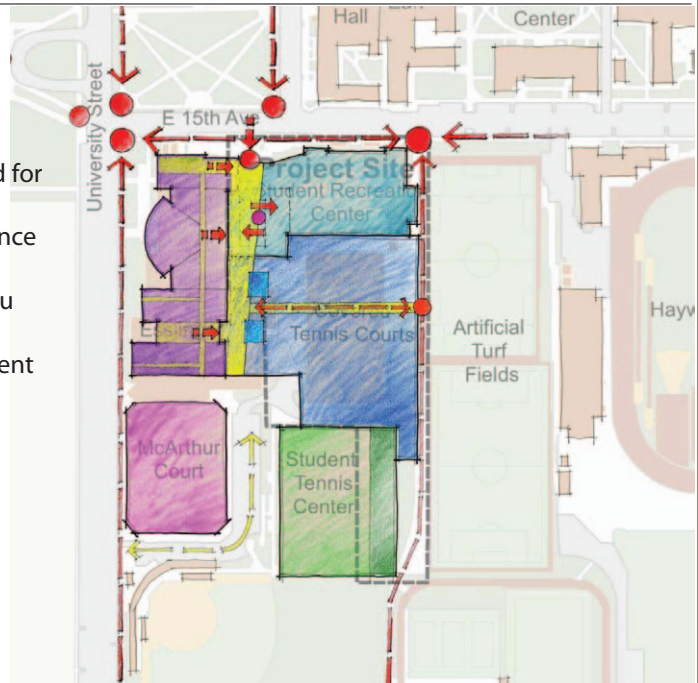 Hall
Center
University Street
E 15th Ave
Project Site
Student Recreation
Center
d for
ance
u
ent
Tennis Courts
Artificial
Turf
Fields
Hayw
McArthur
Court
Student
Tennis
Center